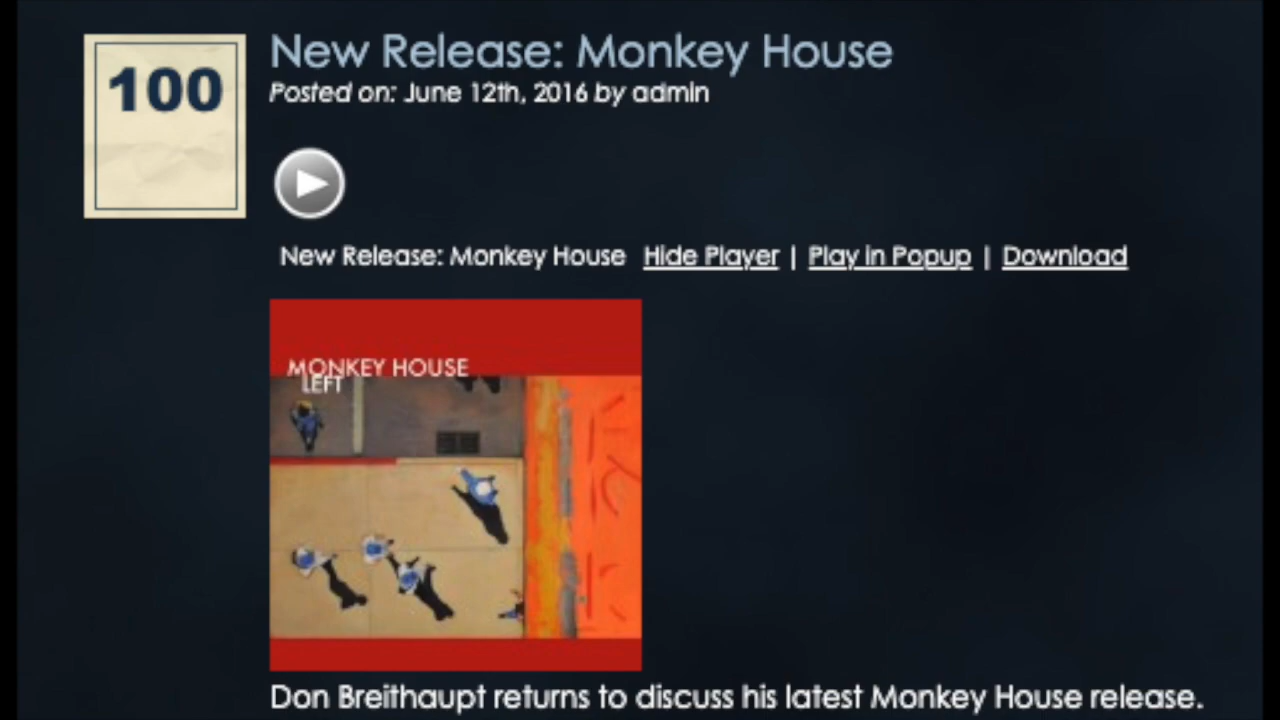 100
New Release: Monkey House
Posted on: June 12th, 2016 by admin
New Release: Monkey House Hide Player | Play in Popup | Download
MONKEY HOUSE
LEFT
Don Breithaupt returns to discuss his latest Monkey House release.